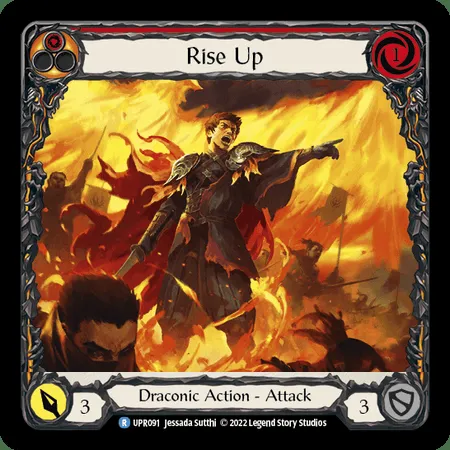 Rise Up
1
3
Draconic Action - Attack
3
R UPR091 Jessada Sutthi © 2022 Legend Story Studios